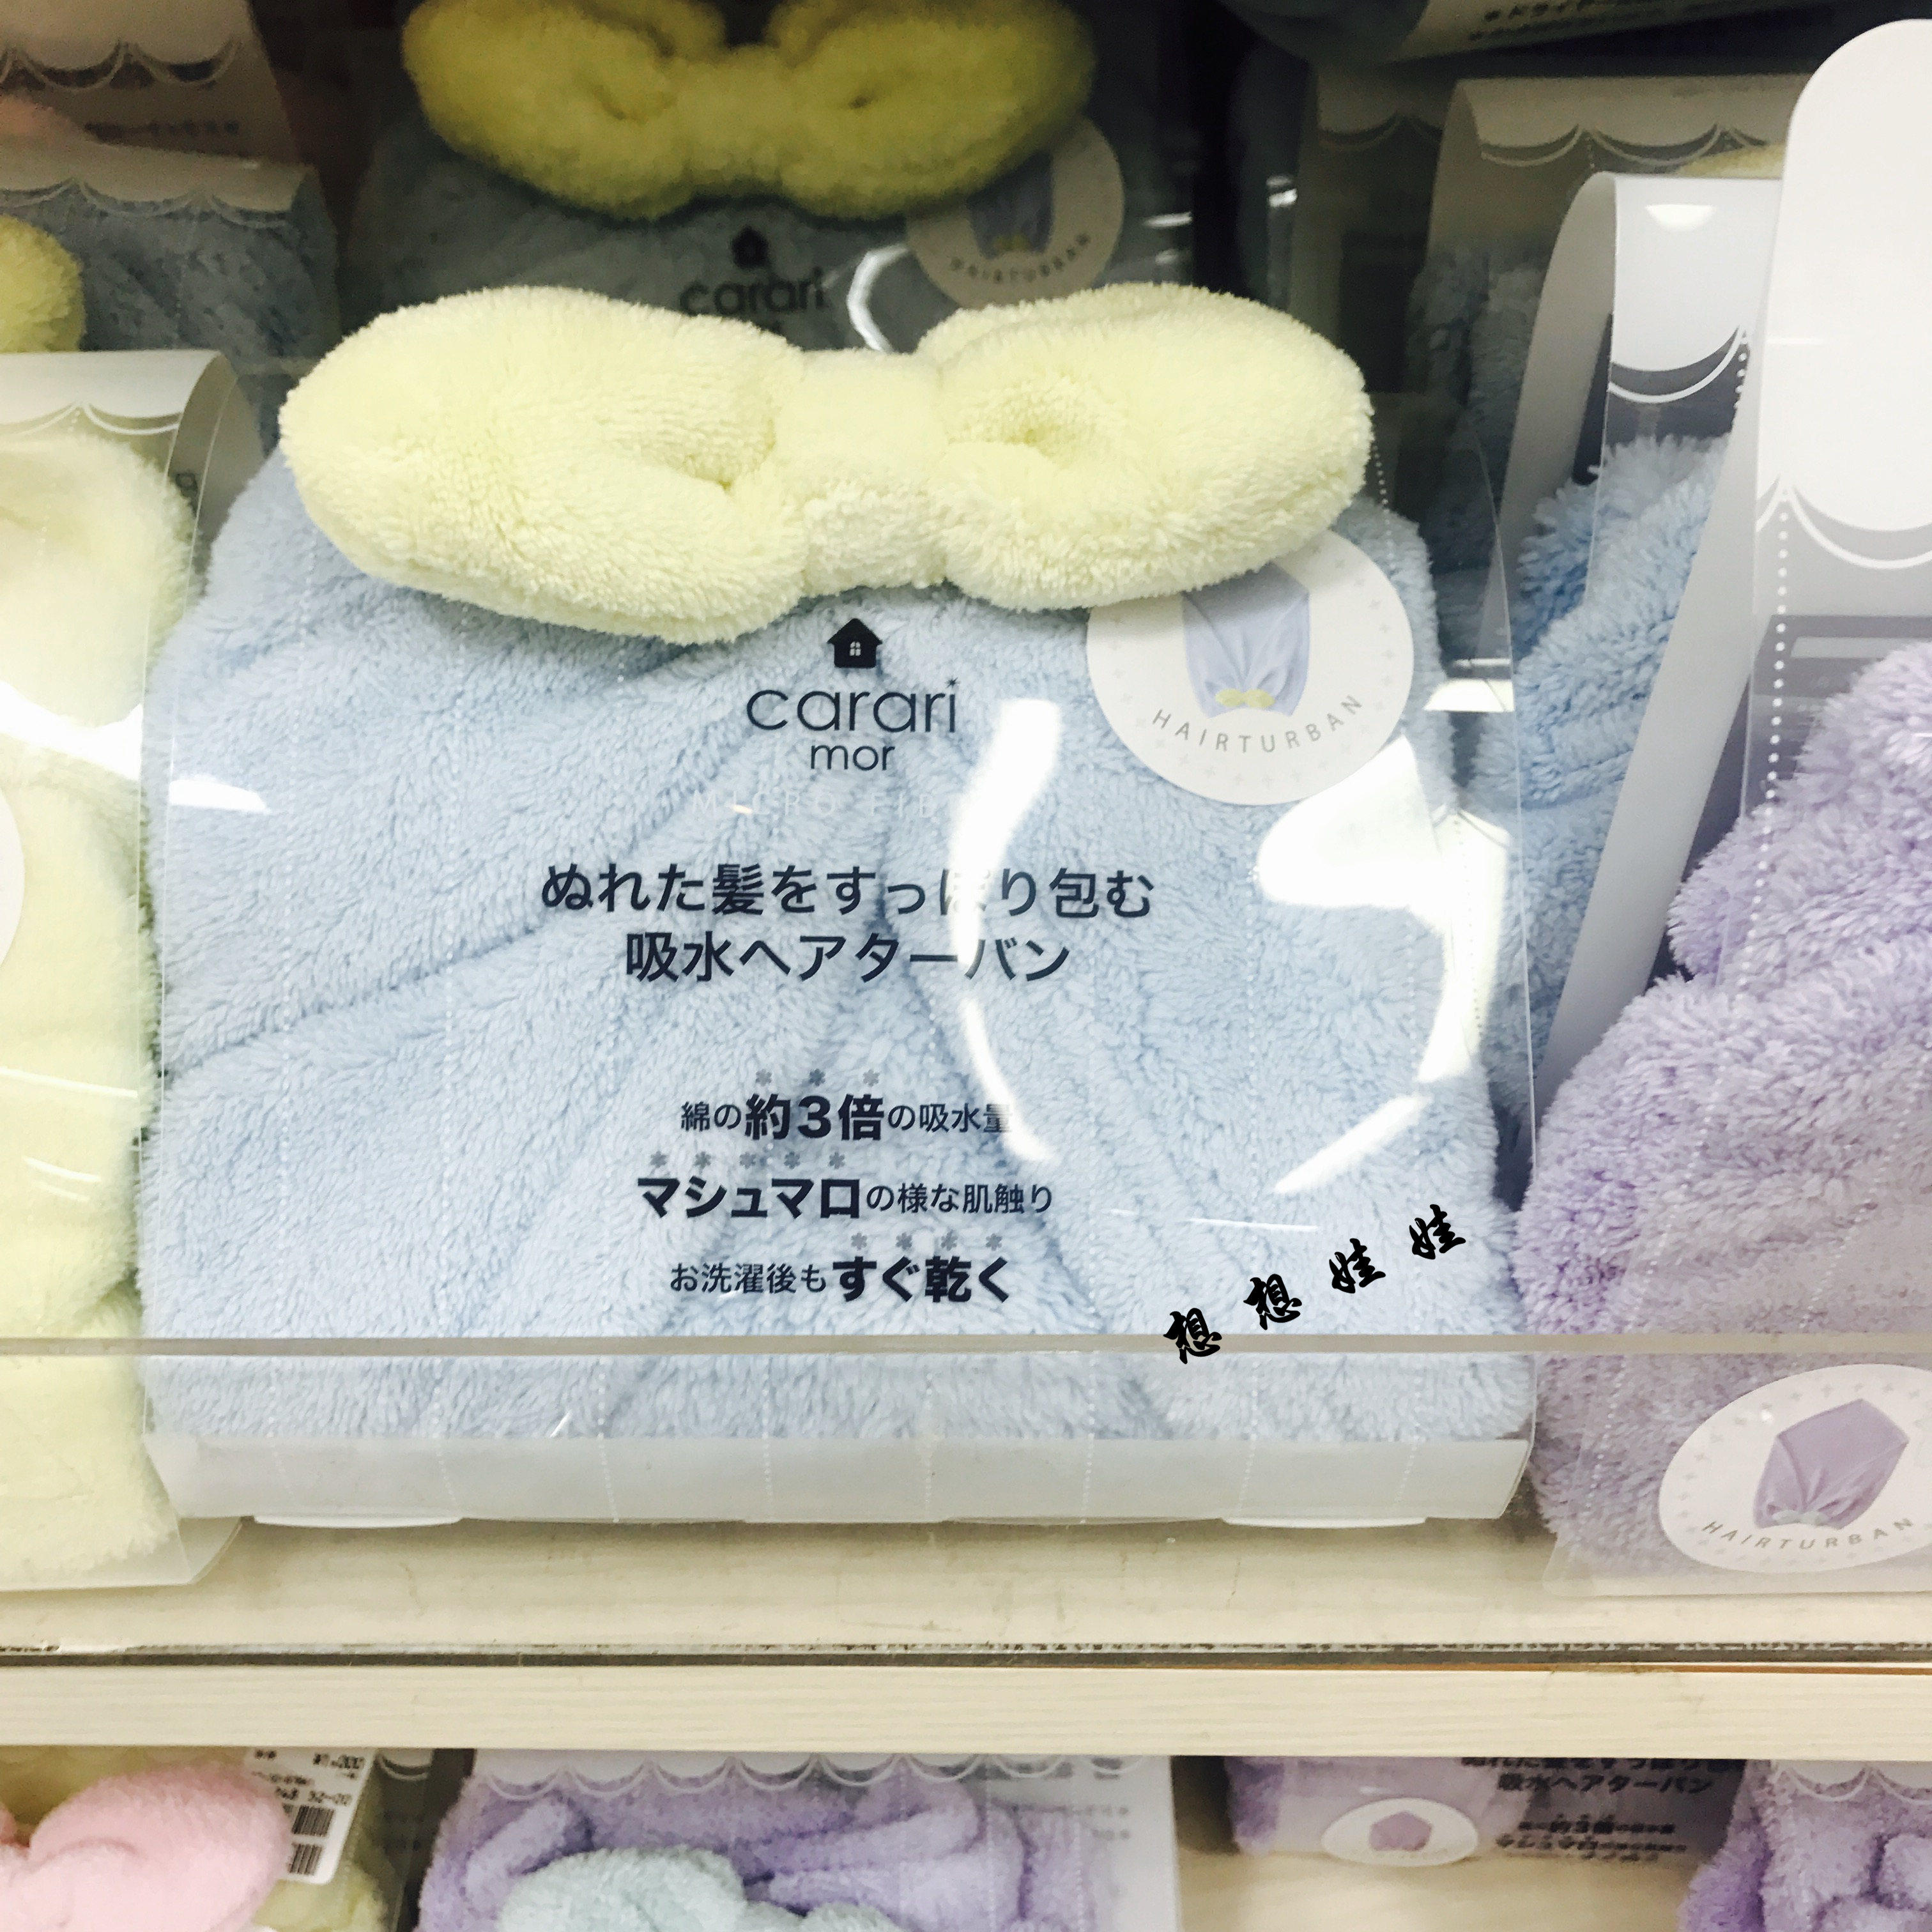 carari
HAIRTURBAN
carari
mor
HAIRTURBAN
MICRO
ぬれた髪をすっぽり包む
吸水ヘアターバン
綿の約3倍の吸水量
マシュマロの様な肌触り
お洗濯後もすぐ乾く
想想娃娃
HAIRTURBAN
吸水ヘアターバン